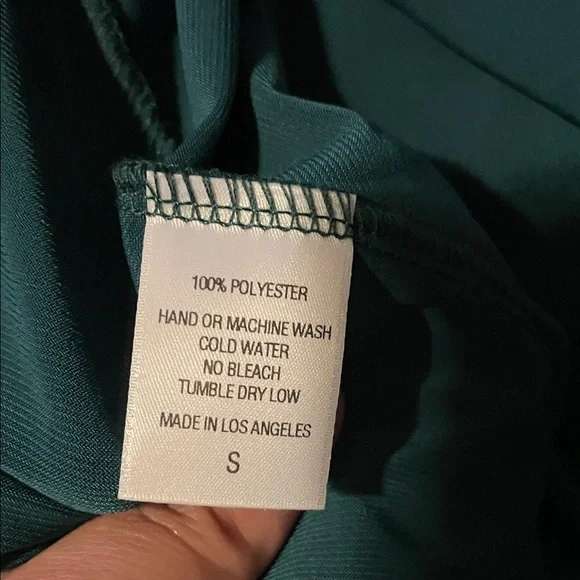 100% POLYESTER
HAND OR MACHINE WASH
COLD WATER
NO BLEACH
TUMBLE DRY LOW
MADE IN LOS ANGELES
S